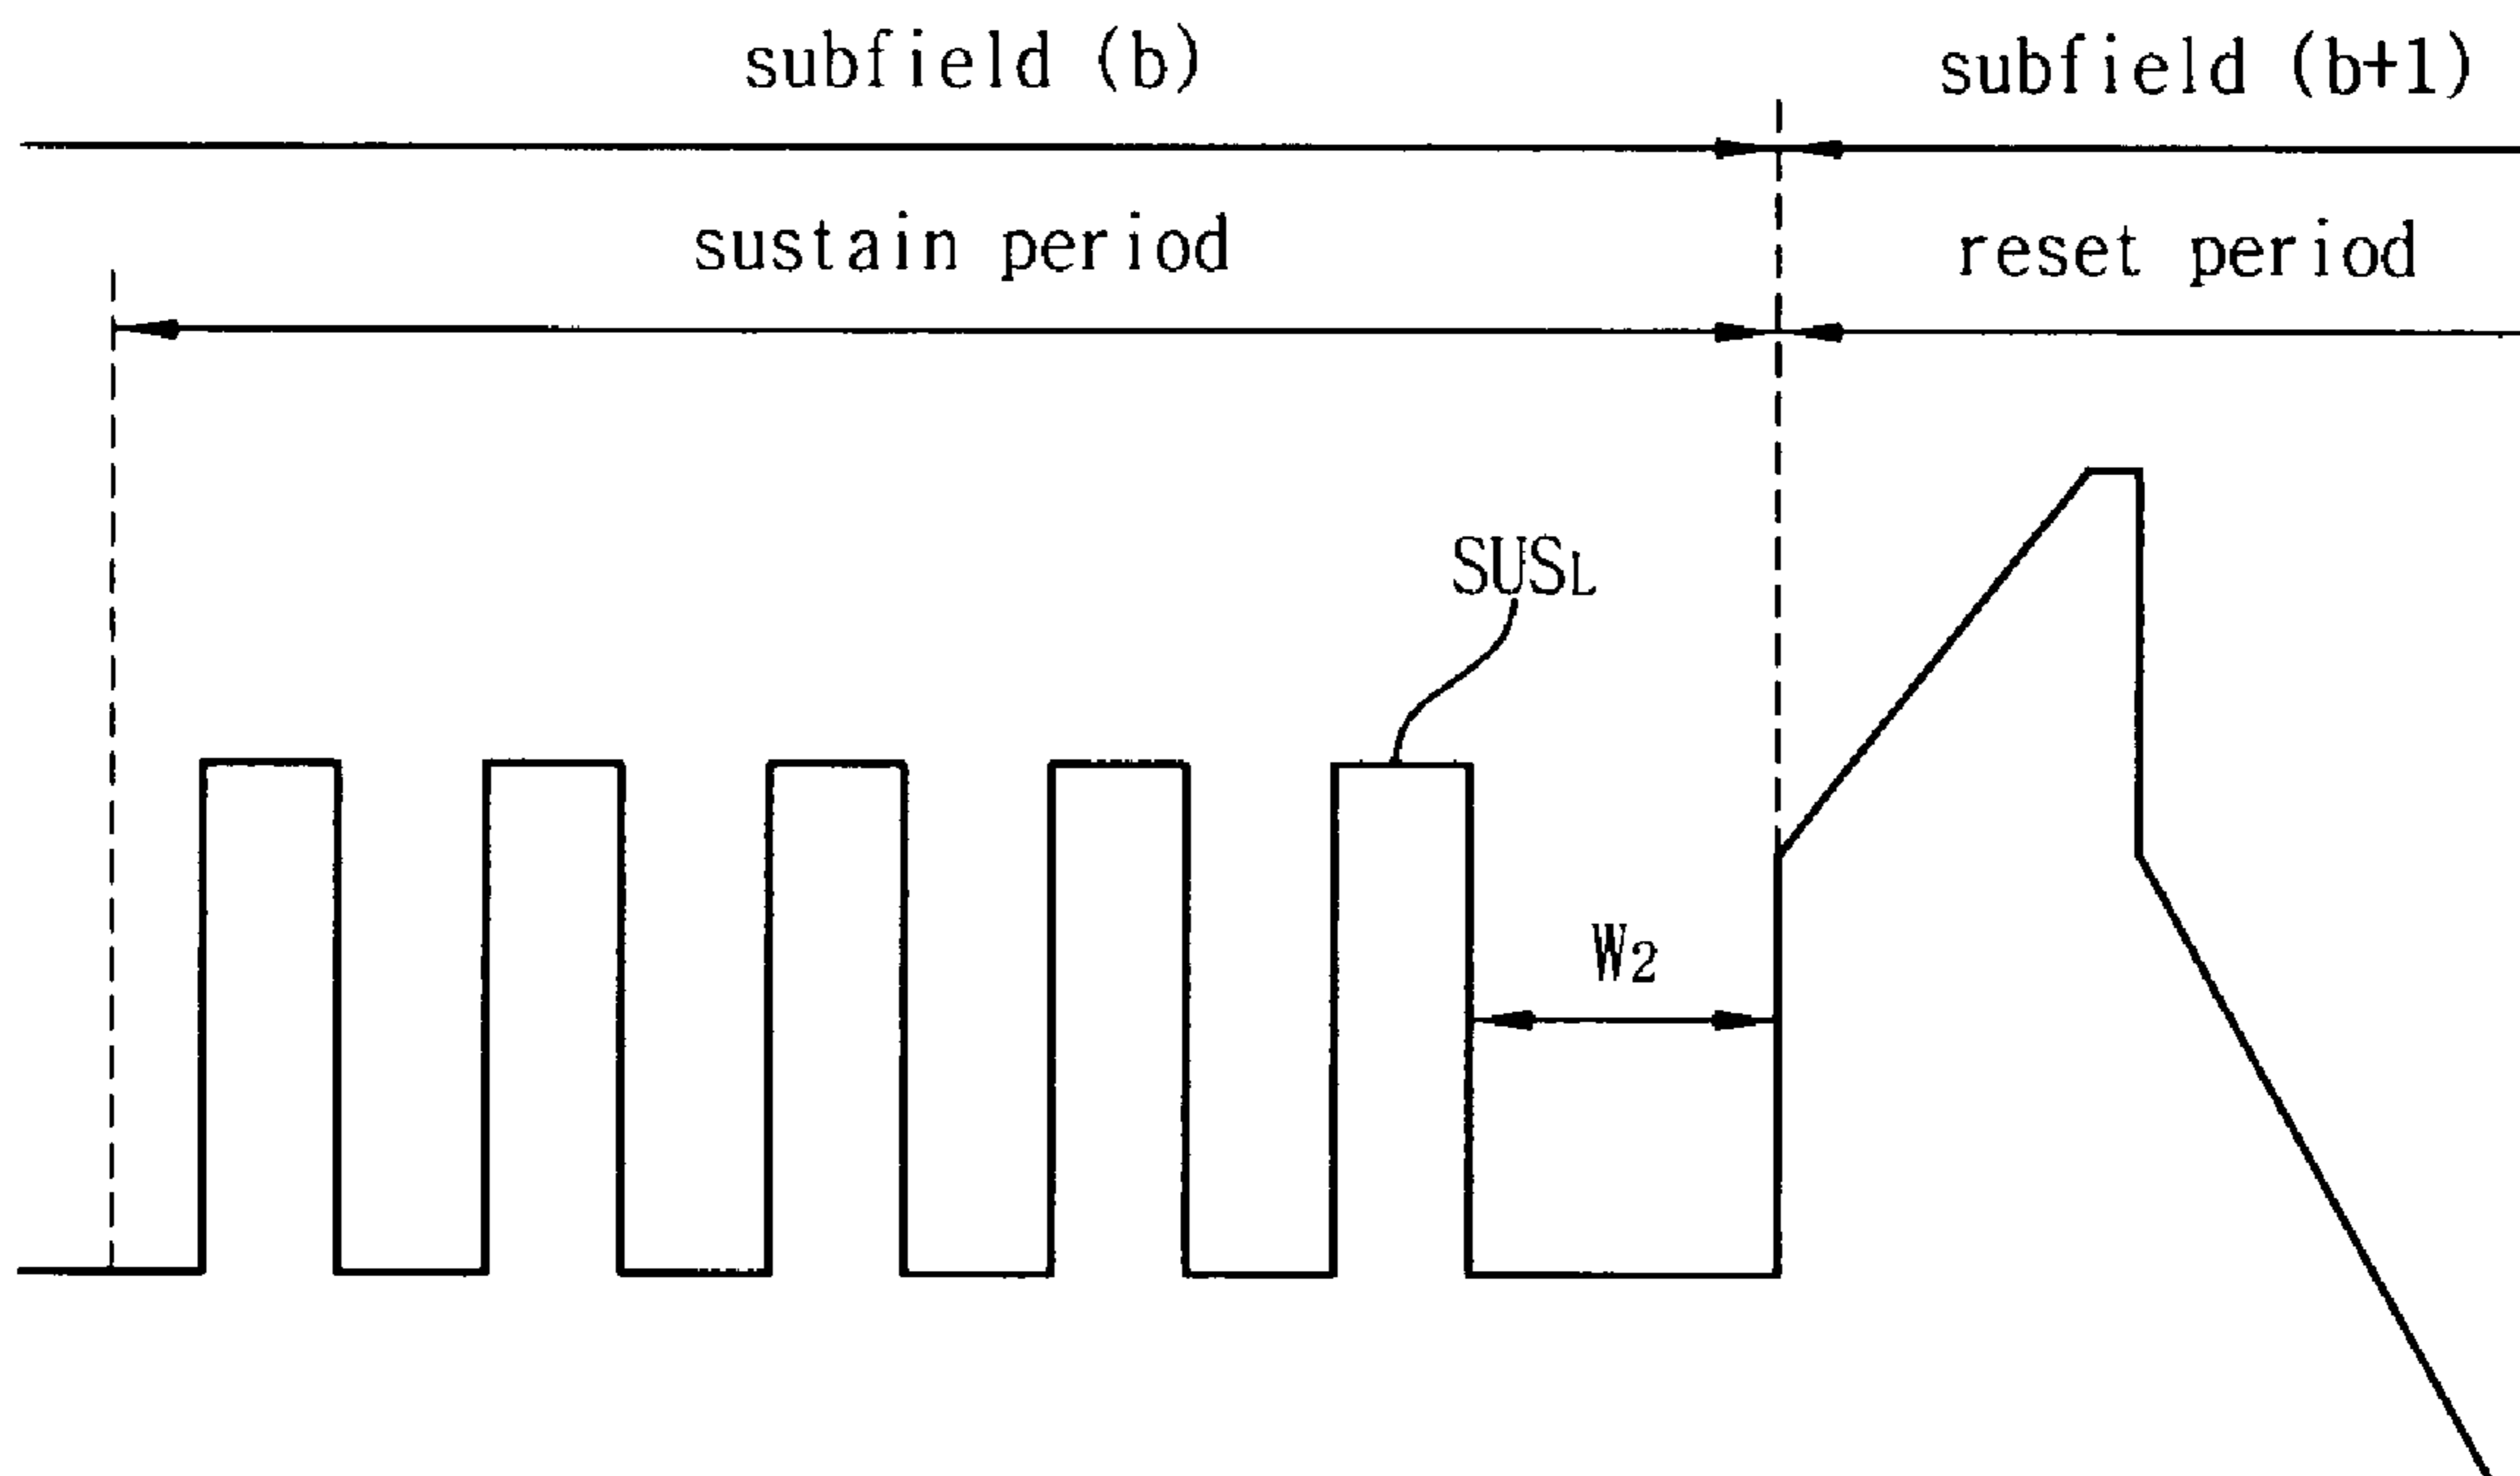 subfield (b)
subfield (b+1)
sustain period
reset period
SUSL
W2